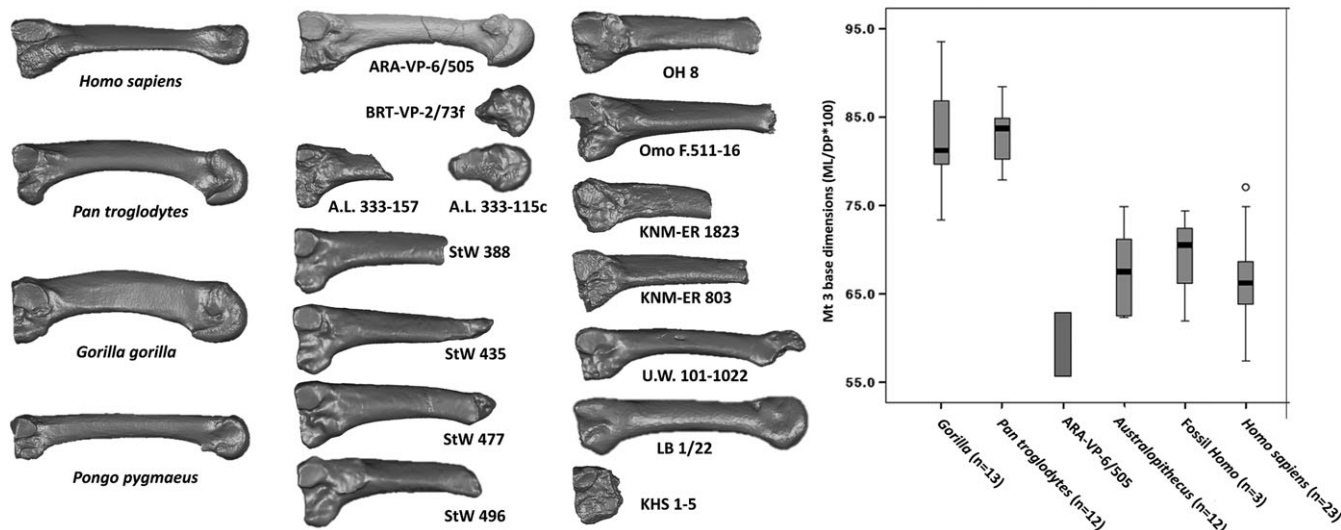 Homo sapiens
Pan troglodytes
Gorilla gorilla
Pongo pygmaeus
ARA-VP-6/505
BRT-VP-2/73f
A.L. 333-157
A.L. 333-115c
StW 388
StW 435
StW 477
StW 496
OH 8
Omo F.511-16
KNM-ER 1823
KNM-ER 803
U.W. 101-1022
LB 1/22
KHS 1-5
Mt 3 base dimensions (ML/DP*100)
95.0
85.0
75.0
65.0
55.0
Gorilla (n=13)
Pan troglodytes (n=12)
ARA-VP-6/505
Australopithecus (n=12)
Fossil Homo (n=3)
Homo sapiens (n=23)